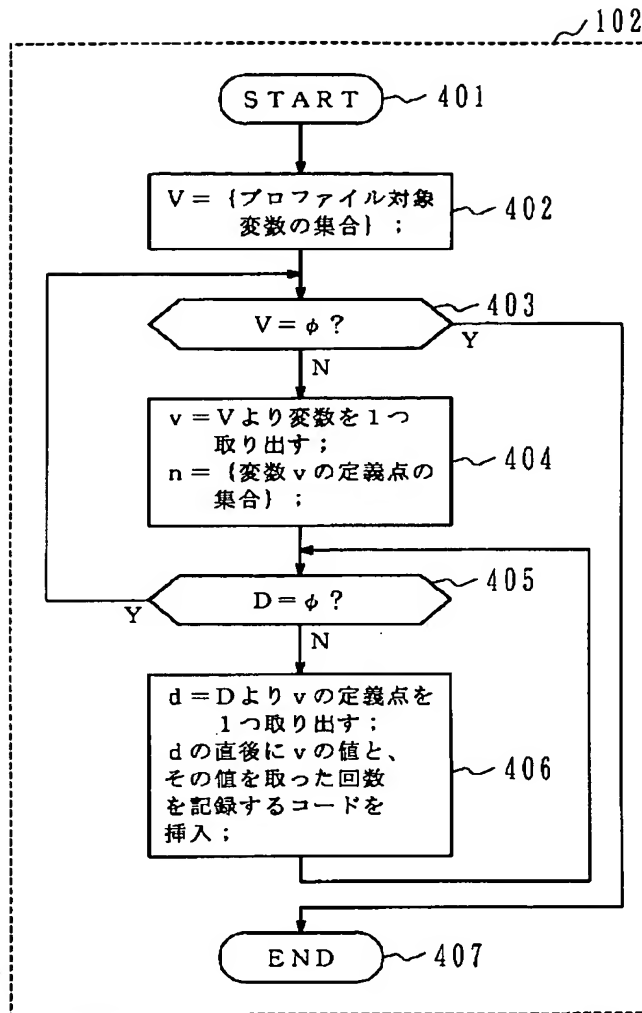 102
START
401
V={プロファイル対象
変数の集合};
402
V=φ?
403
Y
N
v=Vより変数を1つ
取り出す;
n={変数vの定義点の
集合};
404
D=φ?
405
Y
N
d=Dよりvの定義点を
1つ取り出す;
dの直後にvの値と、
その値を取った回数
を記録するコードを
挿入;
406
END
407